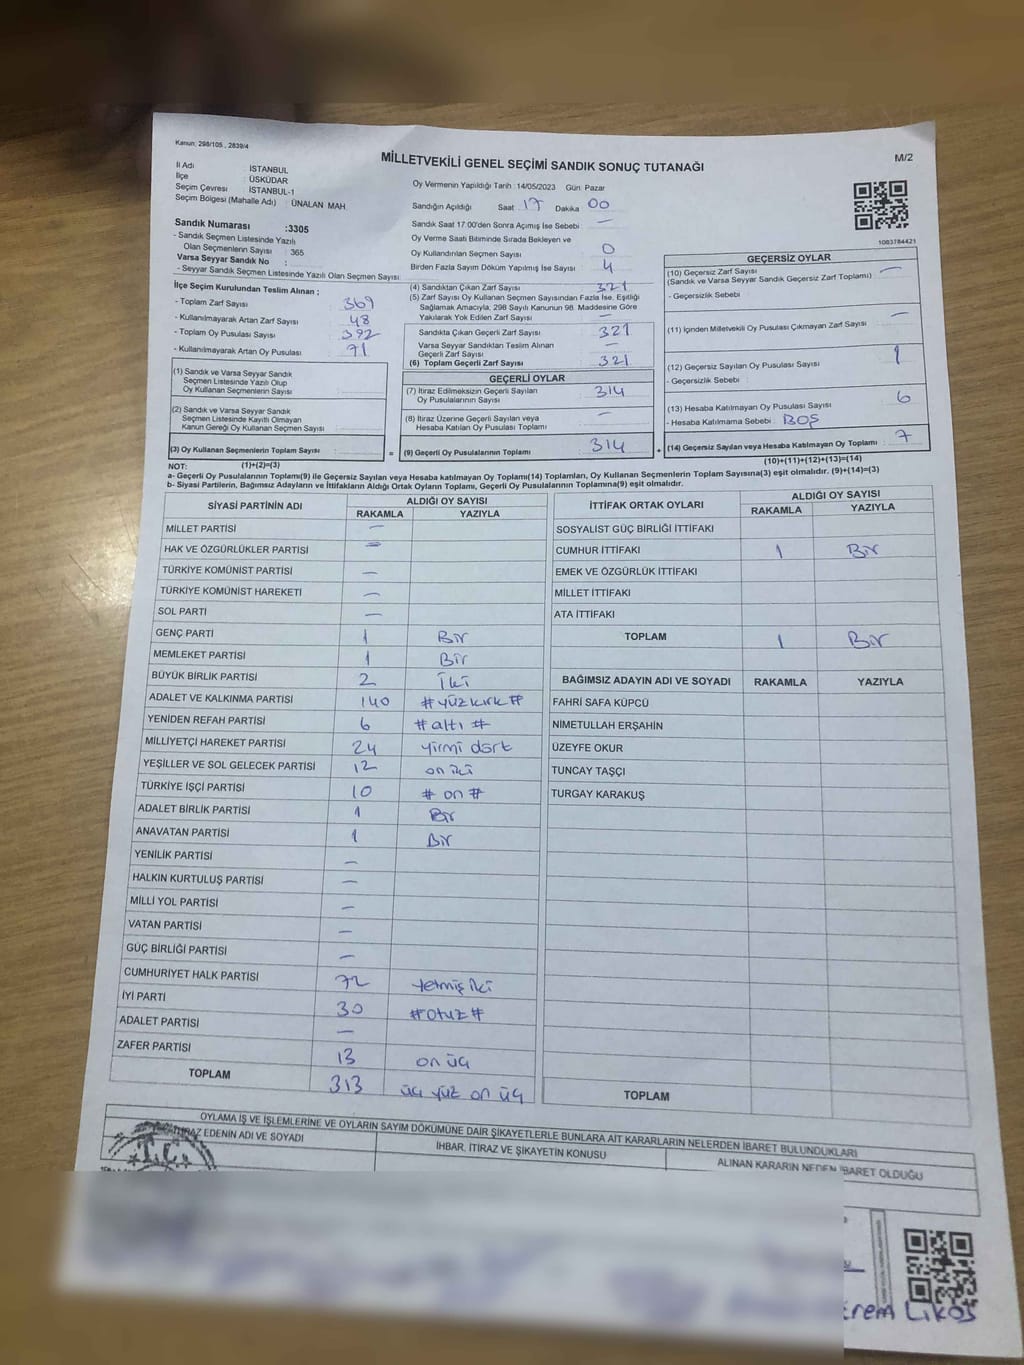 Kanun: 298/105, 2839/4
MİLLETVEKİLİ GENEL SEÇİMİ SANDIK SONUÇ TUTANAĞI
M/2
İl Adı İSTANBUL
İlçe : ÜSKÜDAR
Seçim Çevresi : İSTANBUL-1
Seçim Bölgesi (Mahalle Adı) : ÜNALAN MAH.
Sandık Numarası :3305
- Sandık Seçmen Listesinde Yazılı
Olan Seçmenlerin Sayısı : 365
Varsa Seyyar Sandık No :
- Seyyar Sandık Seçmen Listesinde Yazılı Olan Seçmen Sayısı:
İlçe Seçim Kurulundan Teslim Alınan ;
- Toplam Zarf Sayısı : 369
- Kullanılmayarak Artan Zarf Sayısı : 48
- Toplam Oy Pusulası Sayısı : 392
- Kullanılmayarak Artan Oy Pusulası : 71
(1) Sandık ve Varsa Seyyar Sandık
Seçmen Listesinde Yazılı Olup
Oy Kullanan Seçmenlerin Sayısı :
(2) Sandık ve Varsa Seyyar Sandık
Seçmen Listesinde Kayıtlı Olmayan
Kanun Gereği Oy Kullanan Seçmen Sayısı :
(3) Oy Kullanan Seçmenlerin Toplam Sayısı :
Oy Vermenin Yapıldığı Tarih : 14/05/2023 Gün: Pazar
Sandığın Açıldığı Saat : 17 Dakika 00
Sandık Saat 17:00'den Sonra Açılmış İse Sebebi : —
Oy Verme Saati Bitiminde Sırada Bekleyen ve
Oy Kullandırılan Seçmen Sayısı : 0
Birden Fazla Sayım Döküm Yapılmış İse Sayısı : 4
(4) Sandıktan Çıkan Zarf Sayısı : 321
(5) Zarf Sayısı Oy Kullanan Seçmen Sayısından Fazla İse, Eşitliği
Sağlamak Amacıyla, 298 Sayılı Kanunun 98. Maddesine Göre
Yakılarak Yok Edilen Zarf Sayısı : —
Sandıkta Çıkan Geçerli Zarf Sayısı : 321
Varsa Seyyar Sandıktan Teslim Alınan
Geçerli Zarf Sayısı : —
(6) Toplam Geçerli Zarf Sayısı : 321
GEÇERLİ OYLAR
(7) İtiraz Edilmeksizin Geçerli Sayılan
Oy Pusulalarının Sayısı : 314
(8) İtiraz Üzerine Geçerli Sayılan veya
Hesaba Katılan Oy Pusulası Toplamı : —
= (9) Geçerli Oy Pusulalarının Toplamı : 314 +
1083784421
GEÇERSİZ OYLAR
(10) Geçersiz Zarf Sayısı : —
(Sandık ve Varsa Seyyar Sandık Geçersiz Zarf Toplamı)
- Geçersizlik Sebebi :
(11) İçinden Milletvekili Oy Pusulası Çıkmayan Zarf Sayısı : —
(12) Geçersiz Sayılan Oy Pusulası Sayısı : 1
- Geçersizlik Sebebi :
(13) Hesaba Katılmayan Oy Pusulası Sayısı : 6
- Hesaba Katılmama Sebebi : BOŞ
(14) Geçersiz Sayılan veya Hesaba Katılmayan Oy Toplamı : 7
NOT: (1)+(2)=(3)
(10)+(11)+(12)+(13)=(14)
a- Geçerli Oy Pusulalarının Toplamı(9) ile Geçersiz Sayılan veya Hesaba katılmayan Oy Toplamı(14) Toplamları, Oy Kullanan Seçmenlerin Toplam Sayısına(3) eşit olmalıdır. (9)+(14)=(3)
b- Siyasi Partilerin, Bağımsız Adayların ve İttifakların Aldığı Ortak Oyların Toplamı, Geçerli Oy Pusulalarının Toplamına(9) eşit olmalıdır.
SİYASİ PARTİNİN ADI ALDIĞI OY SAYISI
RAKAMLA YAZIYLA
MİLLET PARTİSİ —
HAK VE ÖZGÜRLÜKLER PARTİSİ —
TÜRKİYE KOMÜNİST PARTİSİ —
TÜRKİYE KOMÜNİST HAREKETİ —
SOL PARTİ —
GENÇ PARTİ 1 Bir
MEMLEKET PARTİSİ 1 Bir
BÜYÜK BİRLİK PARTİSİ 2 İki
ADALET VE KALKINMA PARTİSİ 140 #yüzkırk#
YENİDEN REFAH PARTİSİ 6 #altı #
MİLLİYETÇİ HAREKET PARTİSİ 24 yirmi dört
YEŞİLLER VE SOL GELECEK PARTİSİ 12 on iki
TÜRKİYE İŞÇİ PARTİSİ 10 # on #
ADALET BİRLİK PARTİSİ 1 Bir
ANAVATAN PARTİSİ 1 Bir
YENİLİK PARTİSİ —
HALKIN KURTULUŞ PARTİSİ —
MİLLİ YOL PARTİSİ —
VATAN PARTİSİ —
GÜÇ BİRLİĞİ PARTİSİ —
CUMHURİYET HALK PARTİSİ 72 Yetmiş iki
İYİ PARTİ 30 #Otuz#
ADALET PARTİSİ —
ZAFER PARTİSİ 13 on üç
TOPLAM 313 üç yüz on üç
İTTİFAK ORTAK OYLARI ALDIĞI OY SAYISI
RAKAMLA YAZIYLA
SOSYALİST GÜÇ BİRLİĞİ İTTİFAKI
CUMHUR İTTİFAKI 1 Bir
EMEK VE ÖZGÜRLÜK İTTİFAKI
MİLLET İTTİFAKI
ATA İTTİFAKI
TOPLAM 1 Bir
BAĞIMSIZ ADAYIN ADI VE SOYADI RAKAMLA YAZIYLA
FAHRİ SAFA KÜPCÜ
NİMETULLAH ERŞAHİN
ÜZEYFE OKUR
TUNCAY TAŞÇI
TURGAY KARAKUŞ
TOPLAM
OYLAMA İŞ VE İŞLEMLERİNE VE OYLARIN SAYIM DÖKÜMÜNE DAİR ŞİKAYETLERLE BUNLARA AİT KARARLARIN NELERDEN İBARET BULUNDUKLARI
EDENİN ADI VE SOYADI İHBAR, İTİRAZ VE ŞİKAYETİN KONUSU ALINAN KARARIN NEDEN İBARET OLDUĞU
T.C.